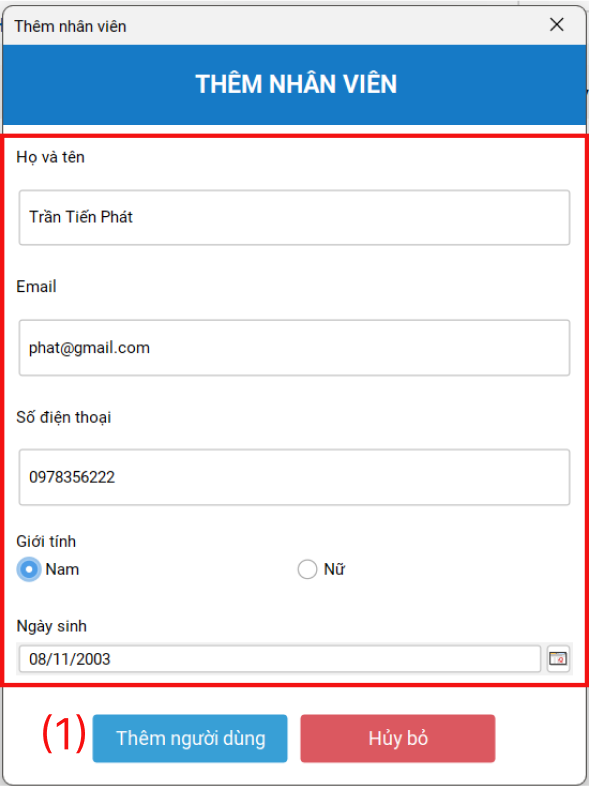 Thêm nhân viên
THÊM NHÂN VIÊN
Họ và tên
Trần Tiến Phát
Email
phat@gmail.com
Số điện thoại
0978356222
Giới tính
Nam Nữ
Ngày sinh
08/11/2003
(1) Thêm người dùng Hủy bỏ